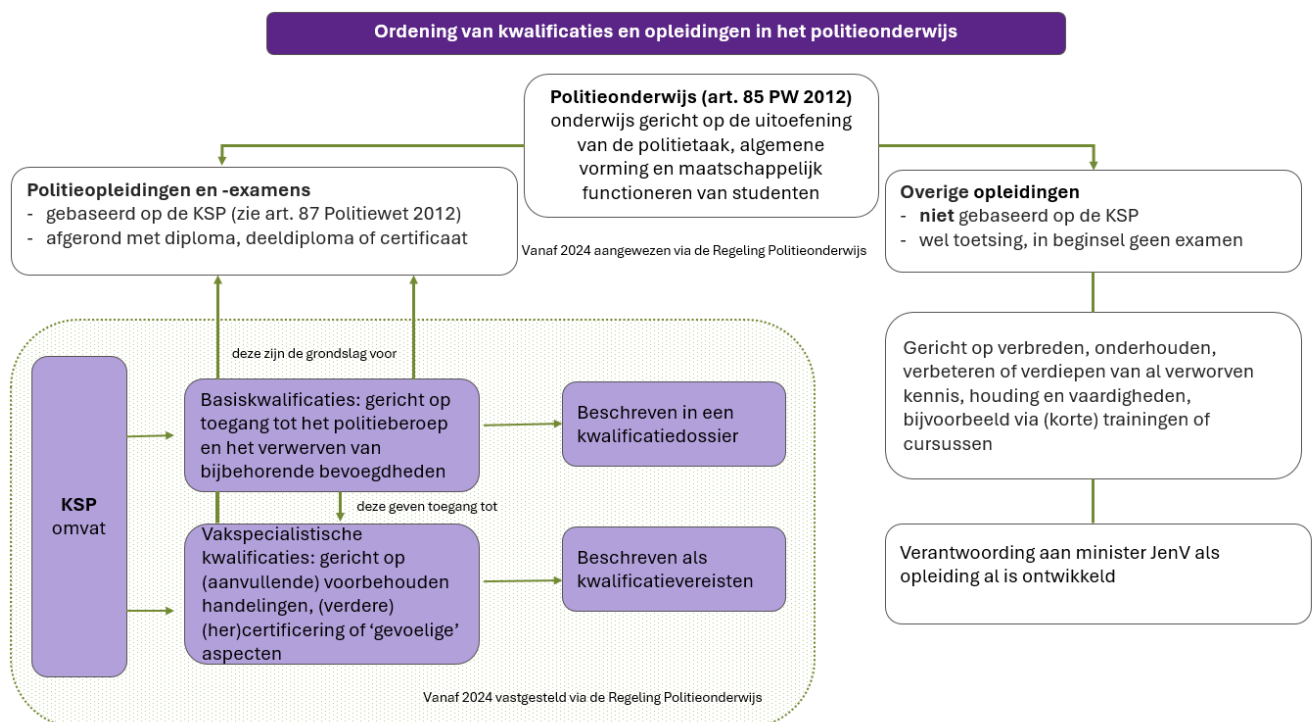 Ordening van kwalificaties en opleidingen in het politieonderwijs
Politieonderwijs (art. 85 PW 2012)
onderwijs gericht op de uitoefening
van de politietaak, algemene
vorming en maatschappelijk
functioneren van studenten
Politieopleidingen en -examens
- gebaseerd op de KSP (zie art. 87 Politiewet 2012)
- afgerond met diploma, deeldiploma of certificaat
Vanaf 2024 aangewezen via de Regeling Politieonderwijs
Overige opleidingen
- niet gebaseerd op de KSP
- wel toetsing, in beginsel geen examen
deze zijn de grondslag voor
KSP
omvat
Basiskwalificaties: gericht op
toegang tot het politieberoep
en het verwerven van
bijbehorende bevoegdheden
Beschreven in een
kwalificatiedossier
deze geven toegang tot
Vakspecialistische
kwalificaties: gericht op
(aanvullende) voorbehouden
handelingen, (verdere)
(her)certificering of ‘gevoelige’
aspecten
Beschreven als
kwalificatievereisten
Vanaf 2024 vastgesteld via de Regeling Politieonderwijs
Gericht op verbreden, onderhouden,
verbeteren of verdiepen van al verworven
kennis, houding en vaardigheden,
bijvoorbeeld via (korte) trainingen of
cursussen
Verantwoording aan minister JenV als
opleiding al is ontwikkeld